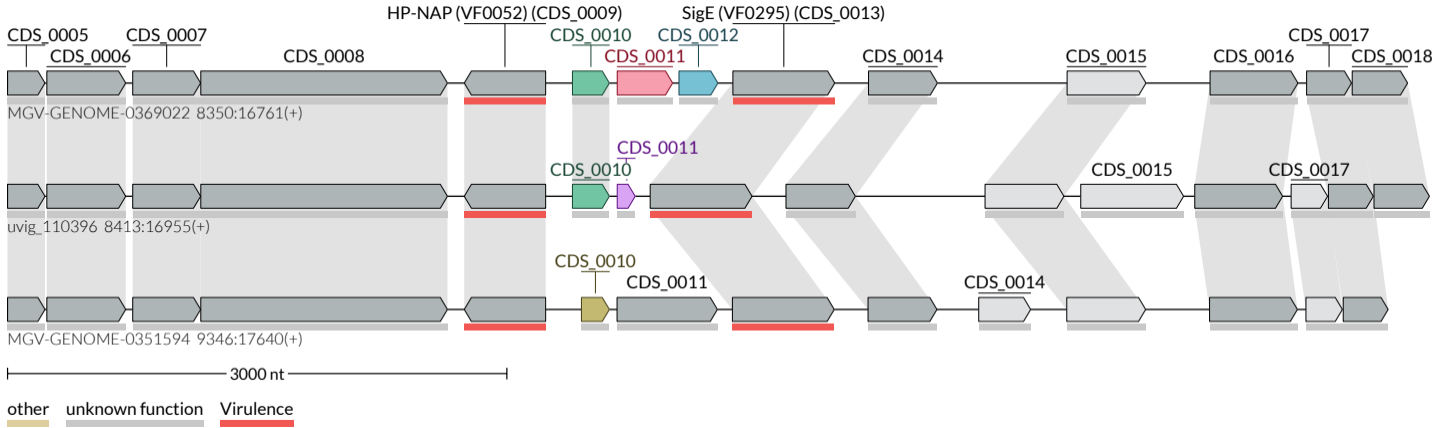 HP-NAP (VF0052) (CDS_0009) SigE (VF0295) (CDS_0013)
CDS_0005 CDS_0007 CDS_0010 CDS_0012 CDS_0017
CDS_0006 CDS_0008 CDS_0011 CDS_0014 CDS_0015 CDS_0016 CDS_0018
MGV-GENOME-0369022 8350:16761(+)
CDS_0011
CDS_0010 CDS_0015 CDS_0017
uvig_110396 8413:16955(+)
CDS_0010
CDS_0011 CDS_0014
MGV-GENOME-0351594 9346:17640(+)
3000 nt
other unknown function Virulence